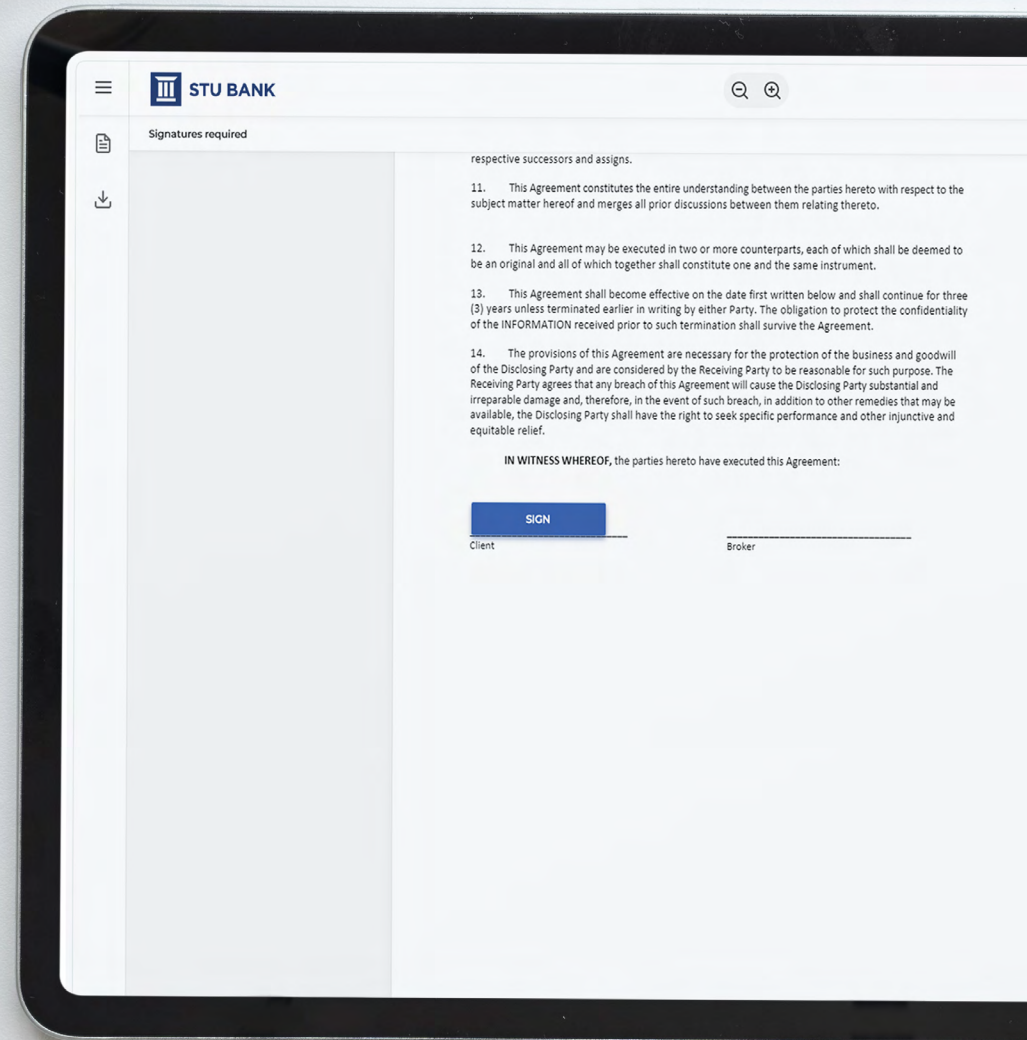 STU BANK
Signatures required
respective successors and assigns.
11. This Agreement constitutes the entire understanding between the parties hereto with respect to the
subject matter hereof and merges all prior discussions between them relating thereto.
12. This Agreement may be executed in two or more counterparts, each of which shall be deemed to
be an original and all of which together shall constitute one and the same instrument.
13. This Agreement shall become effective on the date first written below and shall continue for three
(3) years unless terminated earlier in writing by either Party. The obligation to protect the confidentiality
of the INFORMATION received prior to such termination shall survive the Agreement.
14. The provisions of this Agreement are necessary for the protection of the business and goodwill
of the Disclosing Party and are considered by the Receiving Party to be reasonable for such purpose. The
Receiving Party agrees that any breach of this Agreement will cause the Disclosing Party substantial and
irreparable damage and, therefore, in the event of such breach, in addition to other remedies that may be
available, the Disclosing Party shall have the right to seek specific performance and other injunctive and
equitable relief.
IN WITNESS WHEREOF, the parties hereto have executed this Agreement:
SIGN
Client
Broker